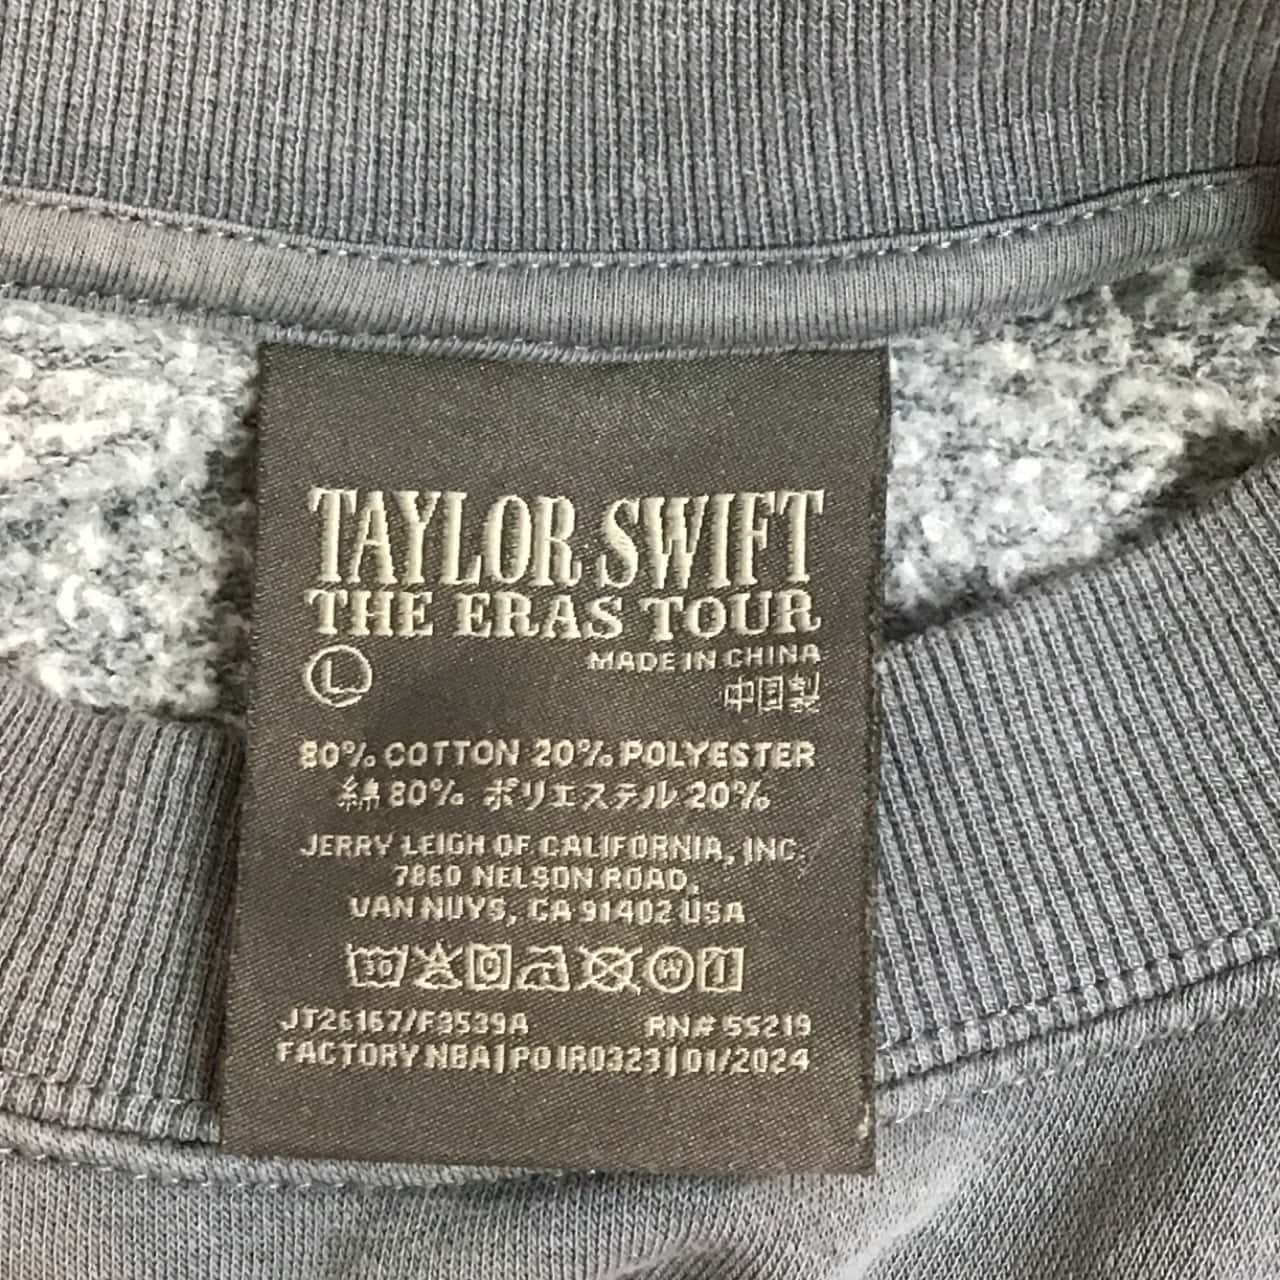 TAYLOR SWIFT
THE ERAS TOUR
L
MADE IN CHINA
中国製
80% COTTON 20% POLYESTER
綿 80% ポリエステル 20%
JERRY LEIGH OF CALIFORNIA, INC.
7860 NELSON ROAD,
VAN NUYS, CA 91402 USA
30 W
JT26167/F3539A RN# 55219
FACTORY NBA | PO IR0323 | 01/2024